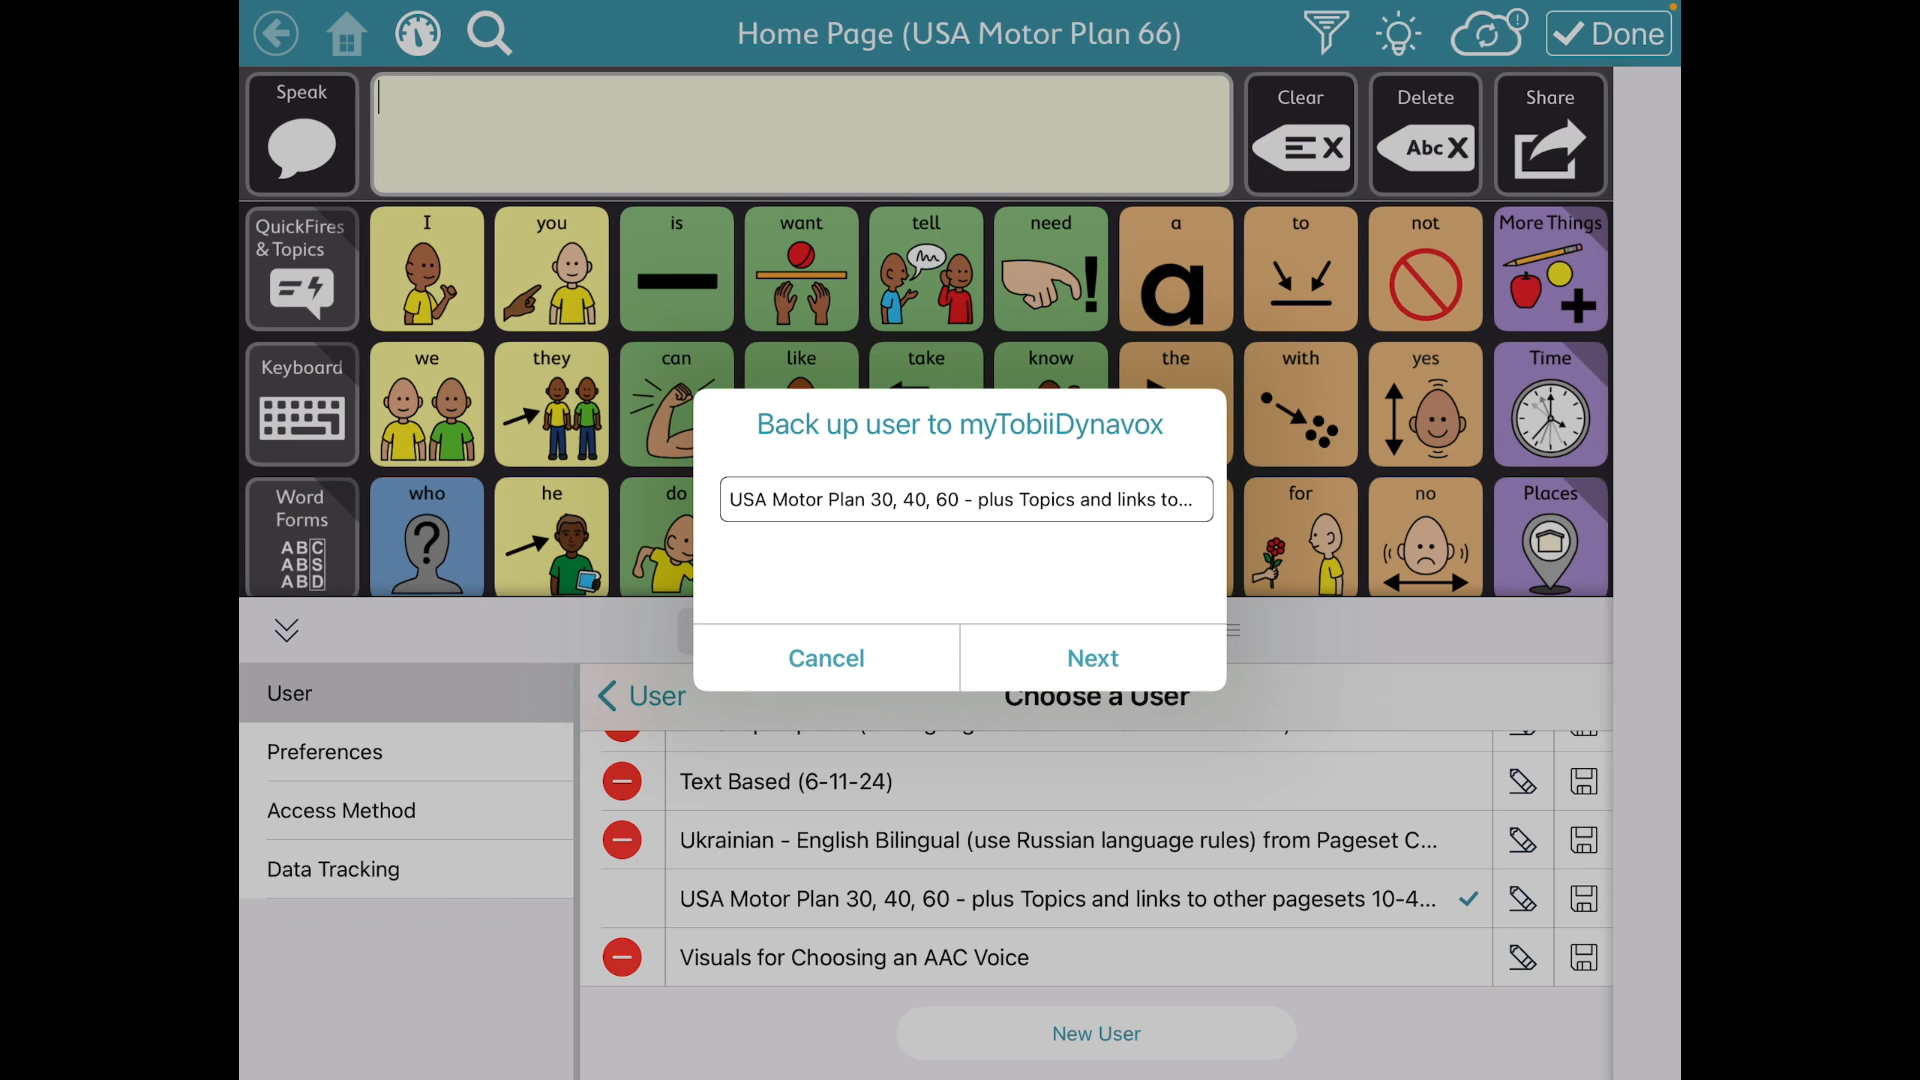 Home Page (USA Motor Plan 66)
Done
Speak
Clear
Delete
Abc X
Share
QuickFires
& Topics
I
you
is
want
tell
need
a
a
to
not
More Things
Keyboard
we
they
can
like
take
know
the
with
yes
Time
Word
Forms
ABC
ABS
ABD
who
he
do
for
no
Places
Back up user to myTobiiDynavox
USA Motor Plan 30, 40, 60 - plus Topics and links to...
Cancel
Next
User
Preferences
Access Method
Data Tracking
User
Choose a User
Text Based (6-11-24)
Ukrainian - English Bilingual (use Russian language rules) from Pageset C...
USA Motor Plan 30, 40, 60 - plus Topics and links to other pagesets 10-4...
Visuals for Choosing an AAC Voice
New User